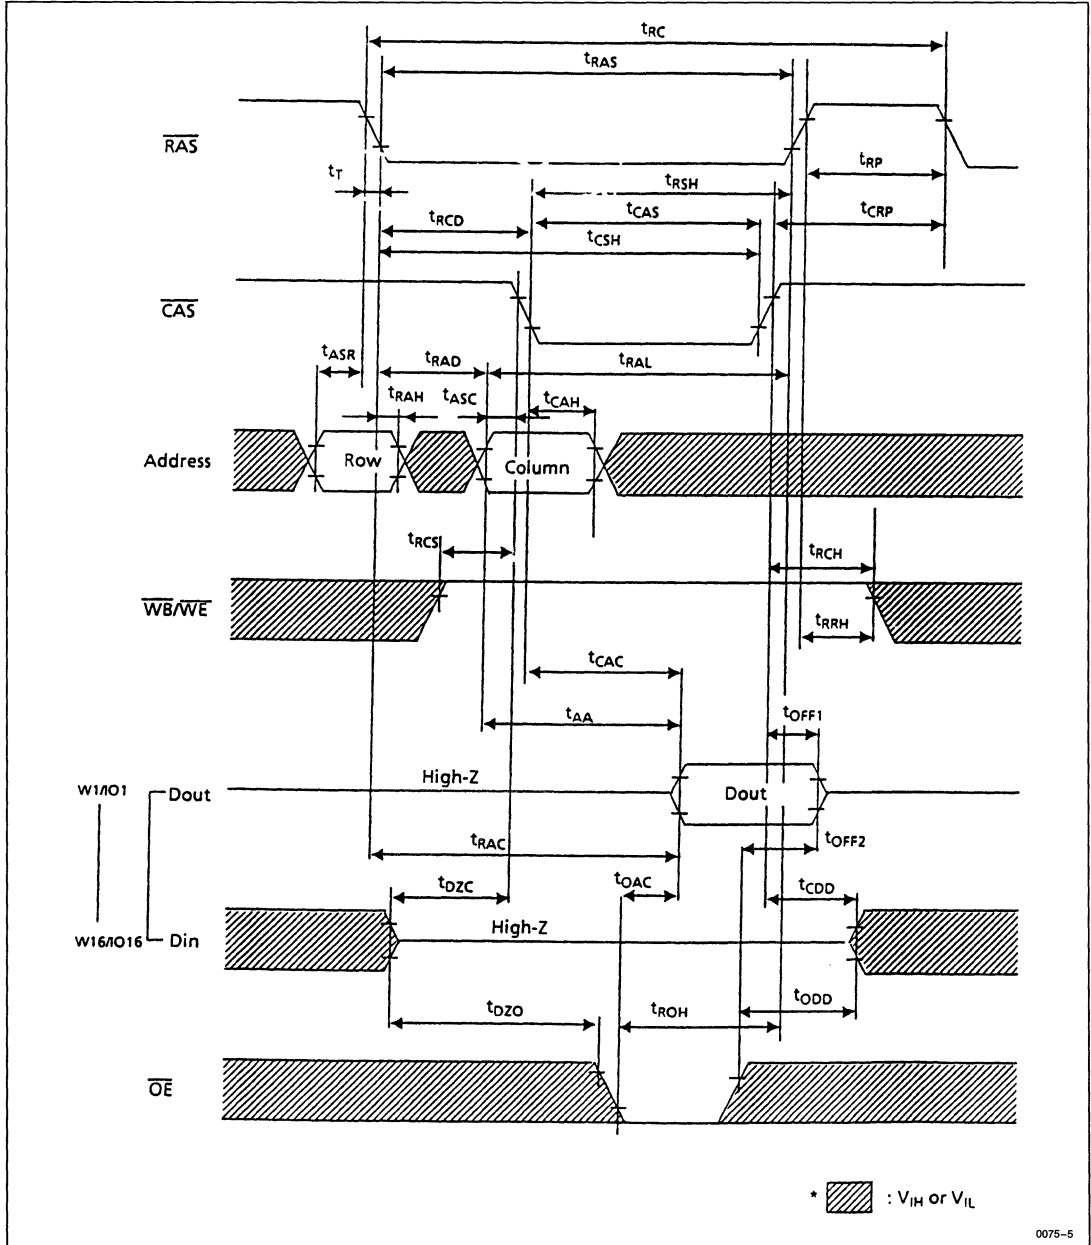 tRC
tRAS
RAS
tT
tRP
tRSH
tRCD
tCAS
tCRP
tCSH
CAS
tASR
tRAD
tRAL
tRAH
tASC
tCAH
Address
Row
Column
tRCS
tRCH
WB/WE
tRRH
tCAC
tAA
tOFF1
High-Z
W1/IO1
Dout
Dout
tRAC
tOFF2
tDZC
tOAC
tCDD
W16/IO16
Din
High-Z
tDZO
tROH
tODD
OE
* : VIH or VIL
0075-5